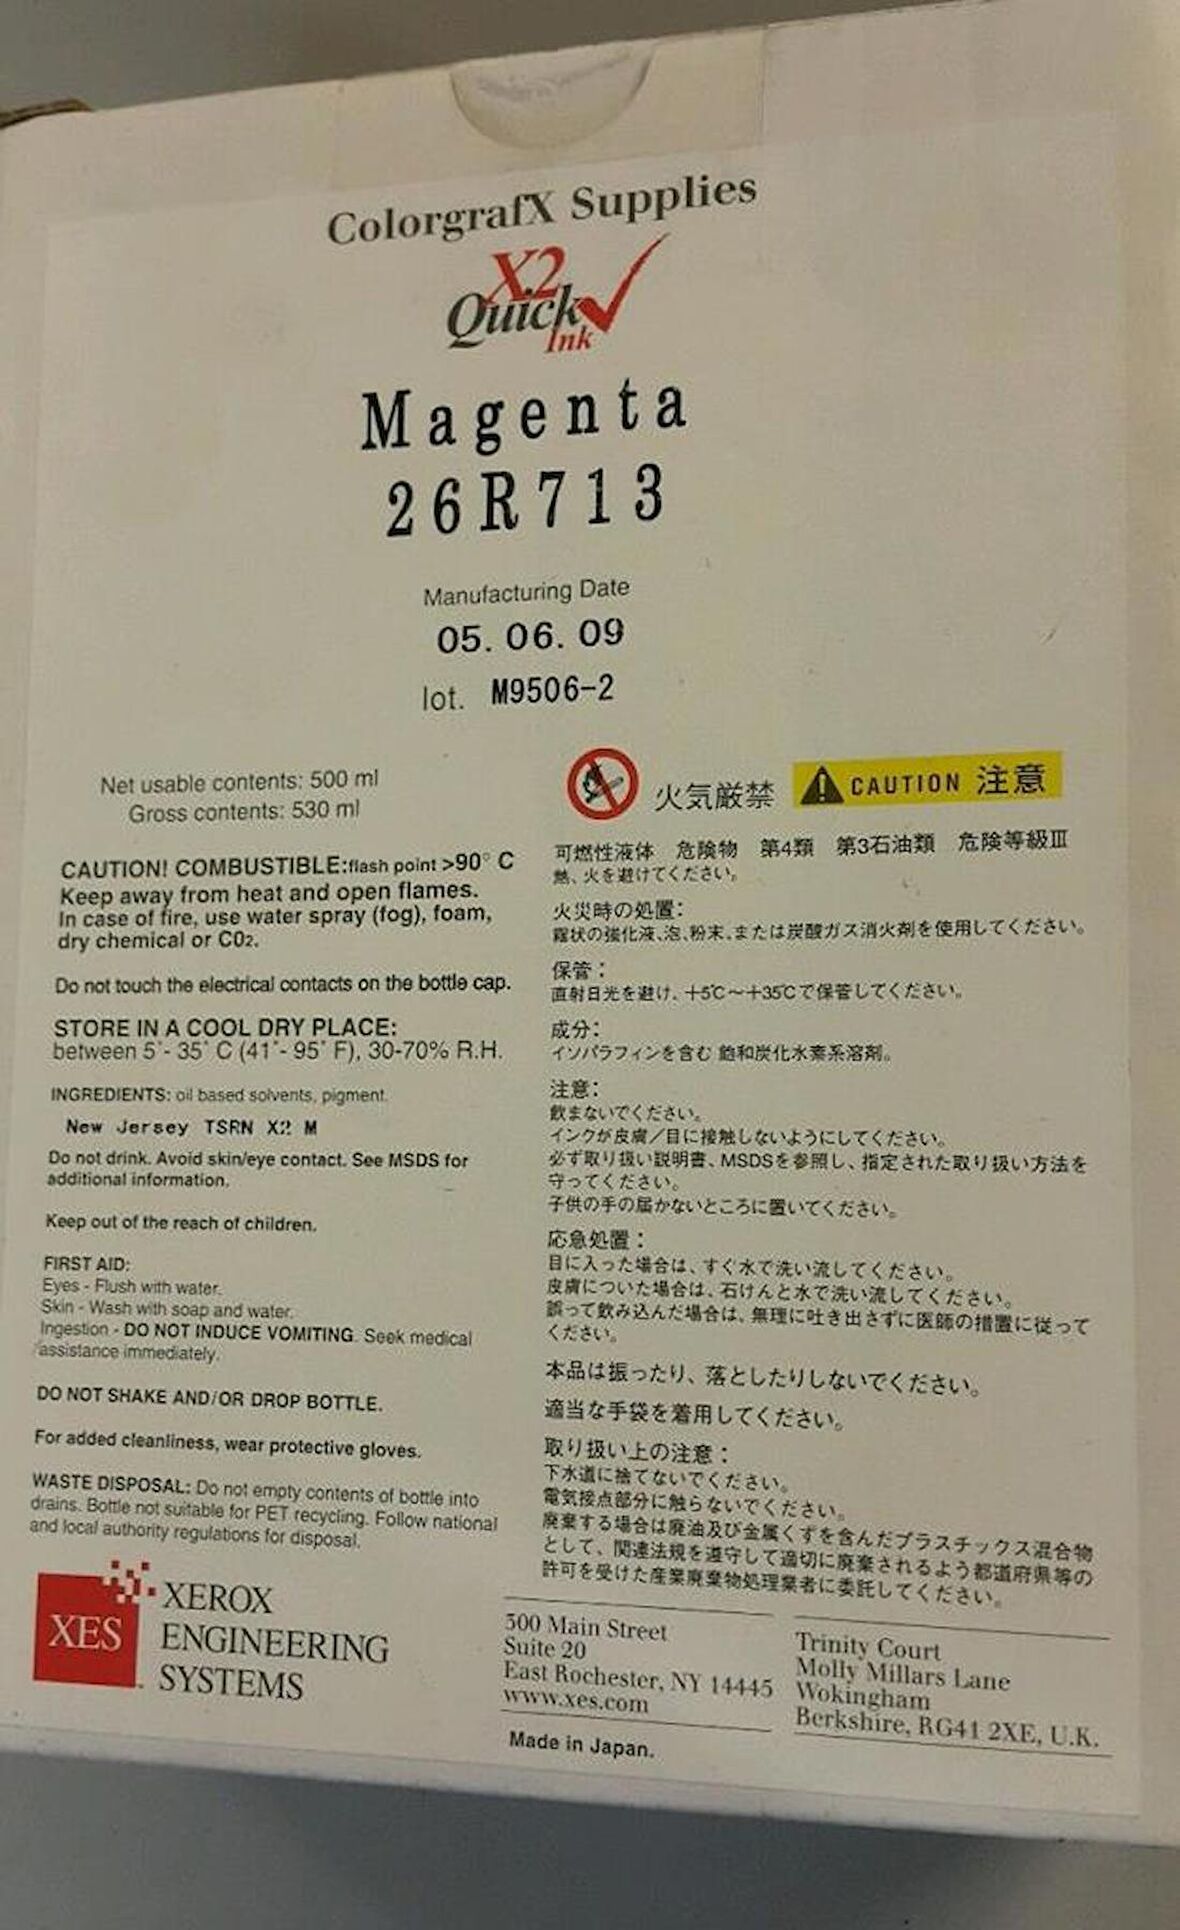 ColorgrafX Supplies
X2
Quick
Ink
Magenta
26R713
Manufacturing Date
05. 06. 09
lot. M9506-2
Net usable contents: 500 ml
Gross contents: 530 ml
CAUTION! COMBUSTIBLE:flash point >90° C
Keep away from heat and open flames.
In case of fire, use water spray (fog), foam,
dry chemical or CO2.
Do not touch the electrical contacts on the bottle cap.
STORE IN A COOL DRY PLACE:
between 5°- 35° C (41°- 95° F), 30-70% R.H.
INGREDIENTS: oil based solvents, pigment.
New Jersey TSRN X2 M
Do not drink. Avoid skin/eye contact. See MSDS for
additional information.
Keep out of the reach of children.
FIRST AID:
Eyes - Flush with water.
Skin - Wash with soap and water.
Ingestion - DO NOT INDUCE VOMITING. Seek medical
assistance immediately.
DO NOT SHAKE AND/OR DROP BOTTLE.
For added cleanliness, wear protective gloves.
WASTE DISPOSAL: Do not empty contents of bottle into
drains. Bottle not suitable for PET recycling. Follow national
and local authority regulations for disposal.
火気厳禁
CAUTION 注意
可燃性液体 危険物 第4類 第3石油類 危険等級Ⅲ
熱、火を避けてください。
火災時の処置：
霧状の強化液、泡、粉末、または炭酸ガス消火剤を使用してください。
保管：
直射日光を避け、+5℃～+35℃で保管してください。
成分：
イソパラフィンを含む 飽和炭化水素系溶剤。
注意：
飲まないでください。
インクが皮膚／目に接触しないようにしてください。
必ず取り扱い説明書、MSDSを参照し、指定された取り扱い方法を
守ってください。
子供の手の届かないところに置いてください。
応急処置：
目に入った場合は、すぐ水で洗い流してください。
皮膚についた場合は、石けんと水で洗い流してください。
誤って飲み込んだ場合は、無理に吐き出さずに医師の措置に従って
ください。
本品は振ったり、落としたりしないでください。
適当な手袋を着用してください。
取り扱い上の注意：
下水道に捨てないでください。
電気接点部分に触らないでください。
廃棄する場合は廃油及び金属くずを含んだプラスチックス混合物
として、関連法規を遵守して適切に廃棄されるよう都道府県等の
許可を受けた産業廃棄物処理業者に委託してください。
XES
XEROX
ENGINEERING
SYSTEMS
300 Main Street
Suite 20
East Rochester, NY 14445
www.xes.com
Trinity Court
Molly Millars Lane
Wokingham
Berkshire, RG41 2XE, U.K.
Made in Japan.